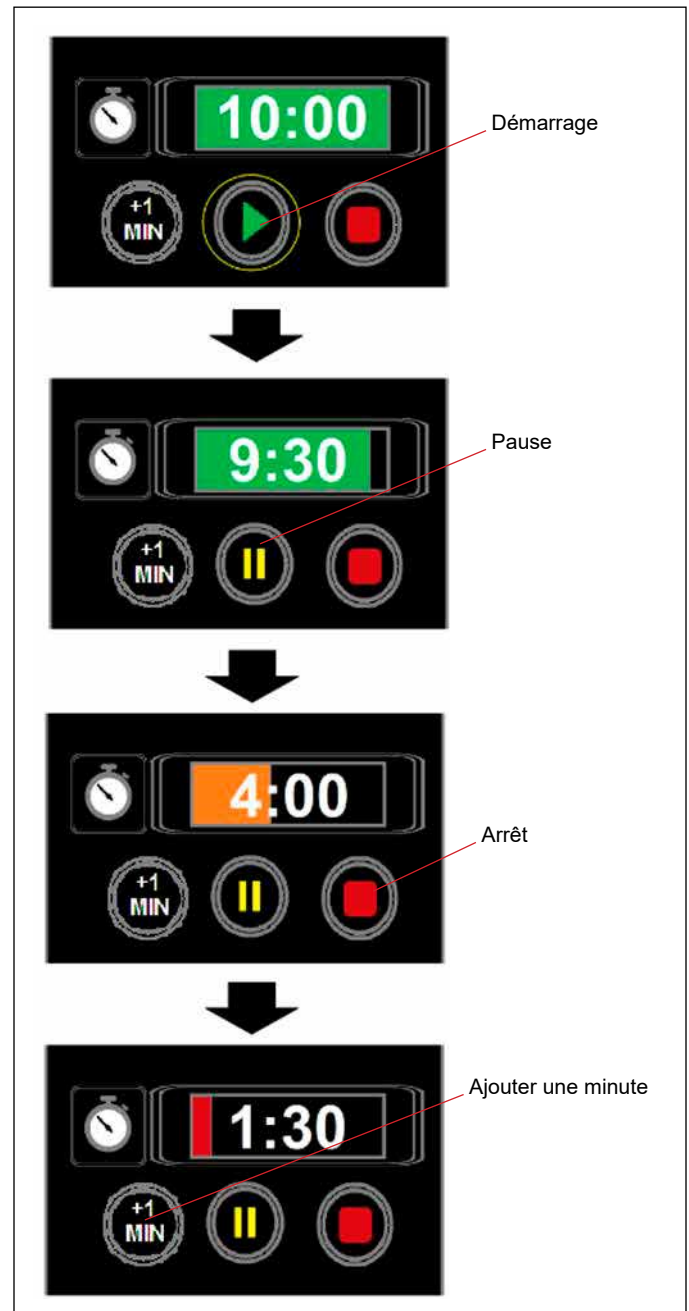 10:00
Démarrage
+1
MIN
9:30
Pause
+1
MIN
4:00
Arrêt
+1
MIN
1:30
Ajouter une minute
+1
MIN